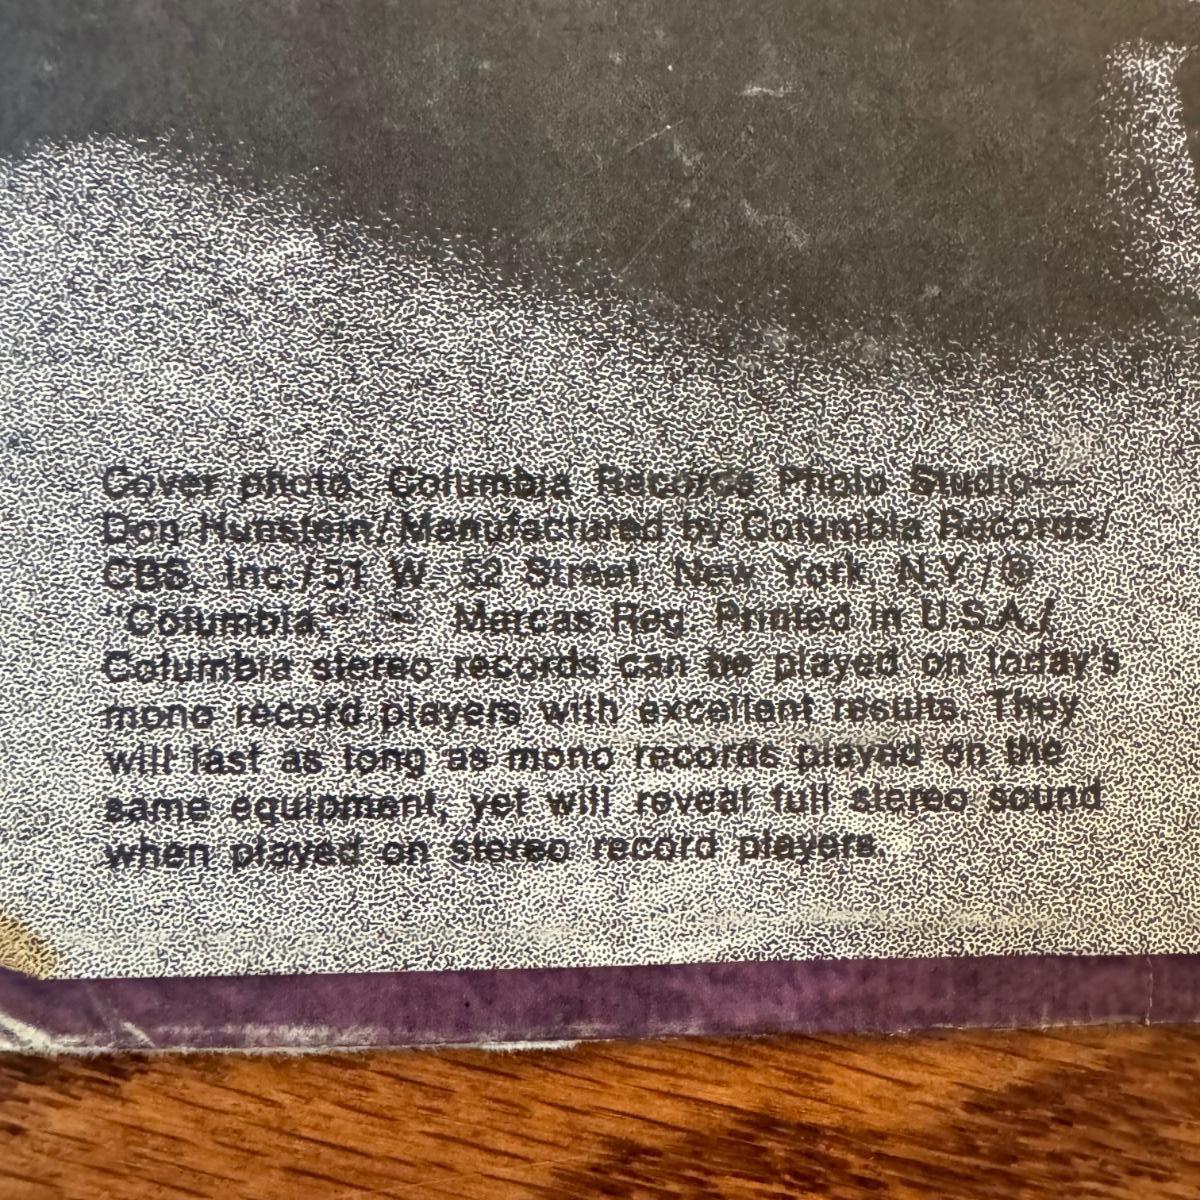 Cover photo: Columbia Records Photo Studio—
Don Hunstein/Manufactured by Columbia Records/
CBS, Inc./51 W. 52 Street, New York, N.Y./®
"Columbia," Marcas Reg. Printed in U.S.A./
Columbia stereo records can be played on today's
mono record players with excellent results. They
will last as long as mono records played on the
same equipment, yet will reveal full stereo sound
when played on stereo record players.